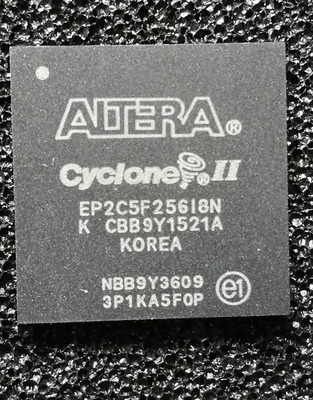 ALTERA®
Cyclone® II
EP2C5F256I8N
K CBB9Y1521A
KOREA
NBB9Y3609
3P1KA5F0P e1